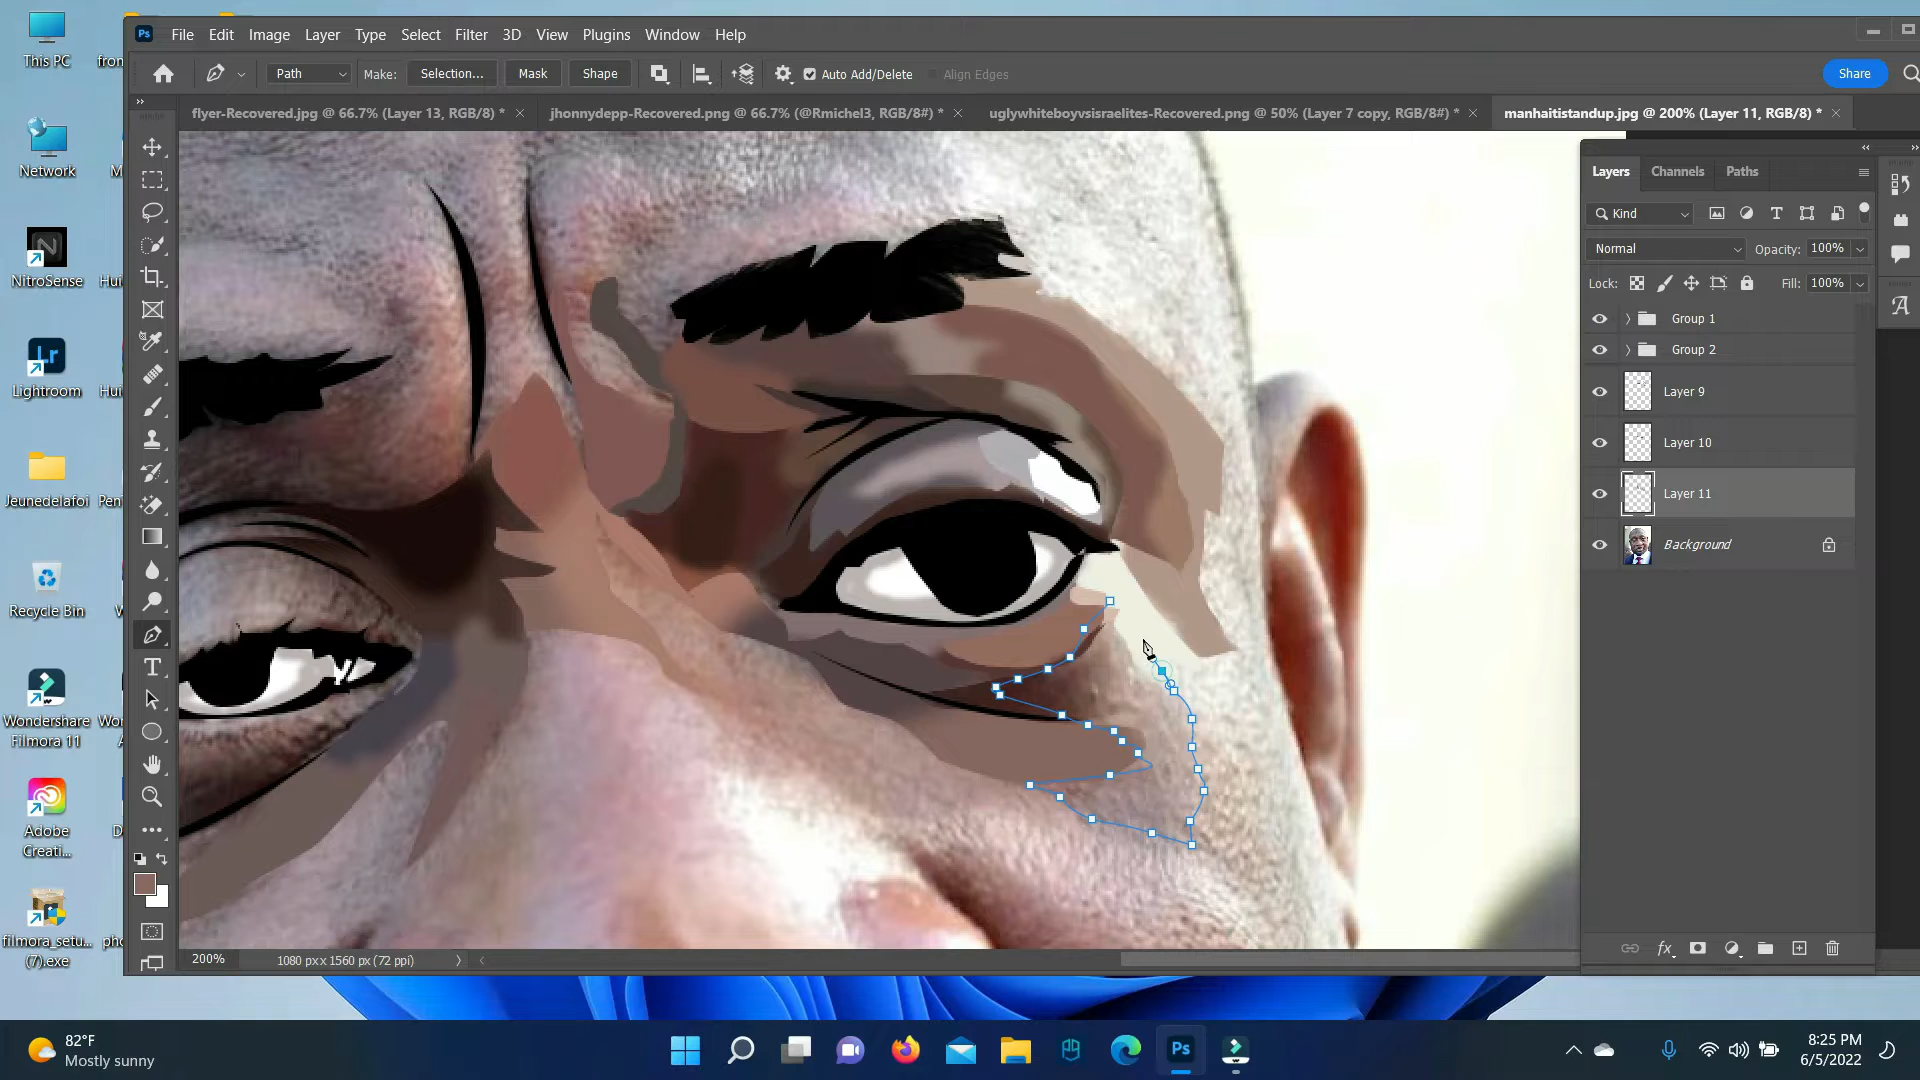 This PC
Network
NitroSense
Lightroom
Jeunedelafoi
Recycle Bin
Wondershare
Filmora 11
Adobe
Creati...
filmora_setu...
(7).exe
Ps
File Edit Image Layer Type Select Filter 3D View Plugins Window Help
Path Make: Selection... Mask Shape Auto Add/Delete Align Edges Share
flyer-Recovered.jpg @ 66.7% (Layer 13, RGB/8) * jhonnydepp-Recovered.png @ 66.7% (@Rmichel3, RGB/8#) * uglywhiteboyvsisraelites-Recovered.png @ 50% (Layer 7 copy, RGB/8#) * manhaitistandup.jpg @ 200% (Layer 11, RGB/8) *
Layers Channels Paths
Kind
Normal Opacity: 100%
Lock: Fill: 100%
Group 1
Group 2
Layer 9
Layer 10
Layer 11
Background
200% 1080 px x 1560 px (72 ppi)
82°F
Mostly sunny
8:25 PM
6/5/2022